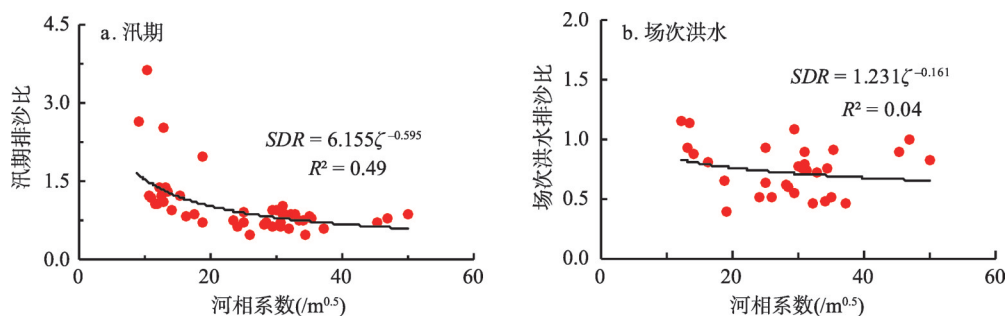 a. 汛期
汛期排沙比
4.5
3.0
1.5
0.0
SDR = 6.155ζ^−0.595
R² = 0.49
0
20
40
60
河相系数(/m^0.5)
b. 场次洪水
场次洪水排沙比
2.0
1.5
1.0
0.5
0.0
SDR = 1.231ζ^−0.161
R² = 0.04
0
20
40
60
河相系数(/m^0.5)